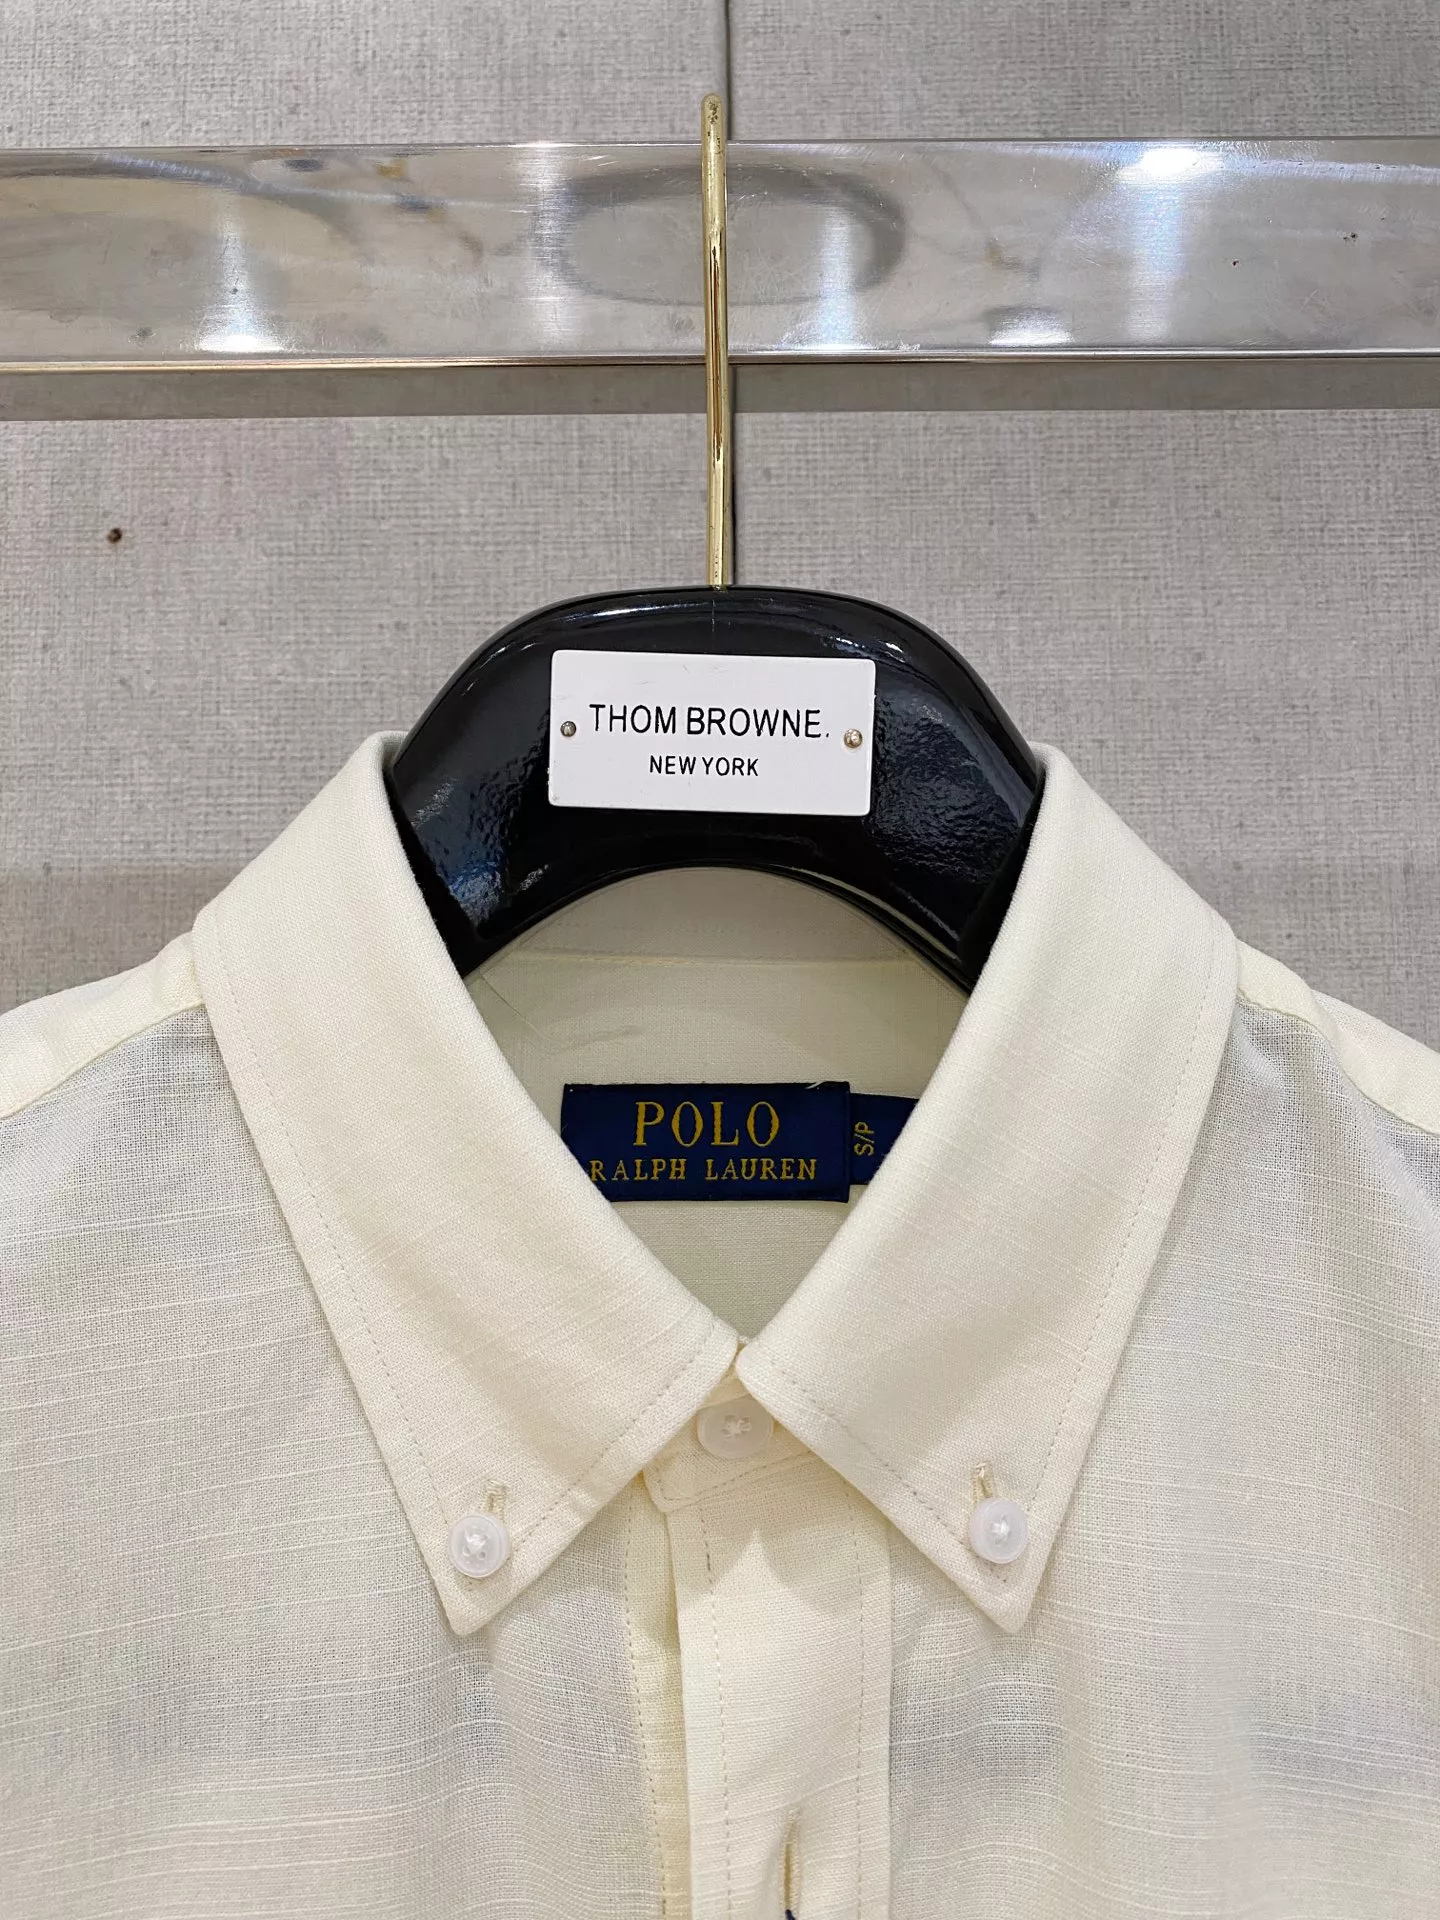 THOM BROWNE.
NEW YORK
POLO
RALPH LAUREN
S/P